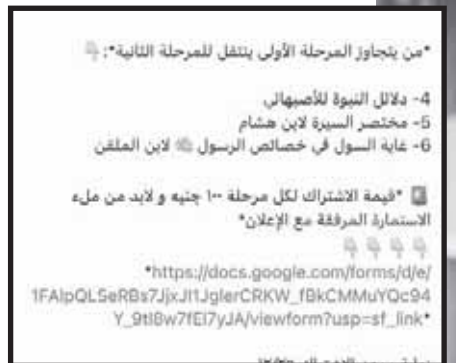 *من يتجاوز المرحلة الأولى ينتقل للمرحلة الثانية*: 👇
4- دلائل النبوة للأصبهاني
5- مختصر السيرة لابن هشام
6- غاية السول في خصائص الرسول ﷺ لابن الملقن
*قيمة الاشتراك لكل مرحلة ١٠٠ جنيه و لابد من ملء
الاستمارة المرفقة مع الإعلان*
👇 👇 👇 👇
*https://docs.google.com/forms/d/e/
1FAIpQLSeRBs7JjxJI1JglerCRKW_fBkCMMuYQc94
Y_9tI8w7fEI7yJA/viewform?usp=sf_link*